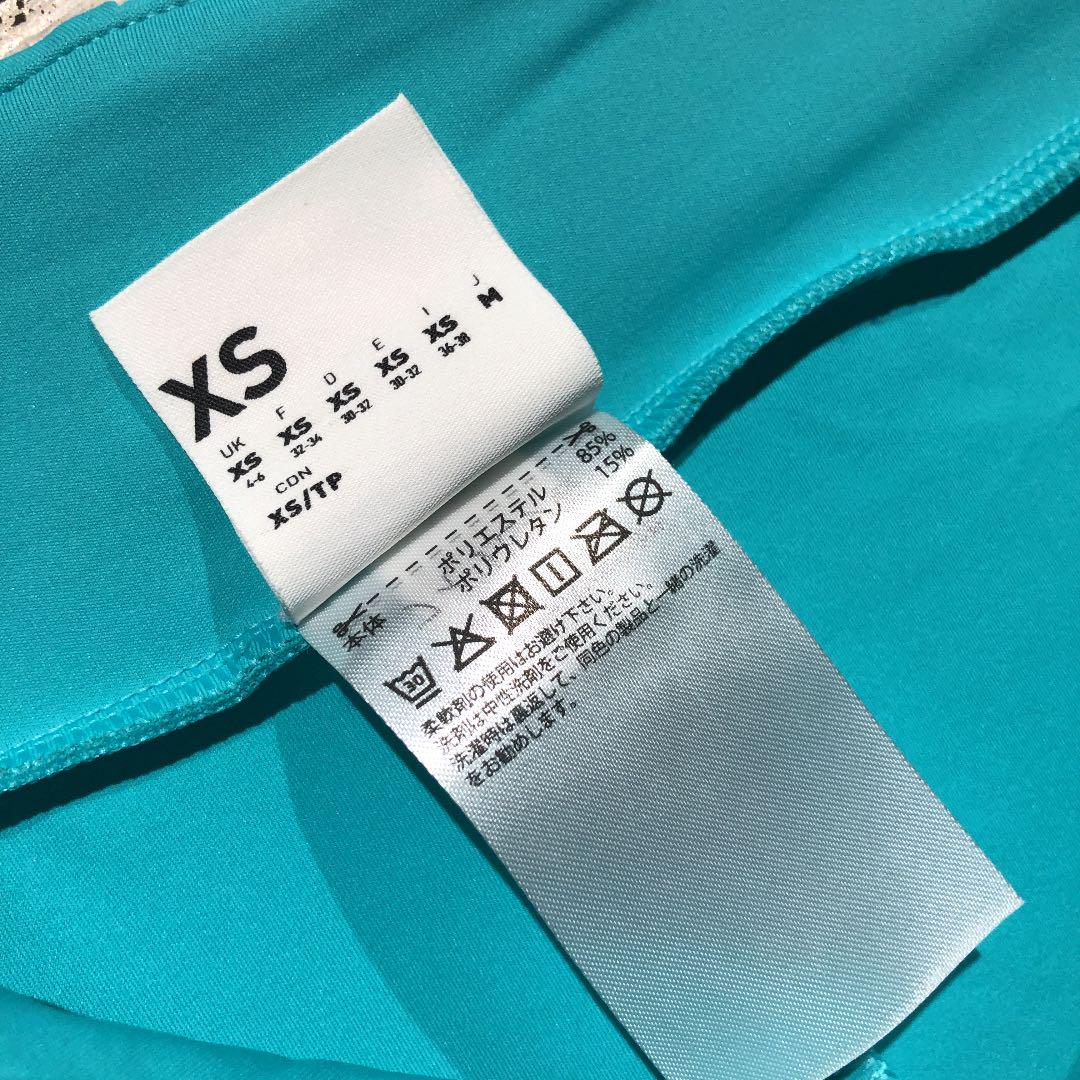 XS
UK F D E I J
XS XS XS XS XS M
4-6 32-34 30-32 30-32 36-38
CDN
XS/TP
本体 ポリエステル 85%
ポリウレタン 15%
30
柔軟剤の使用はお避け下さい。
洗剤は中性洗剤をご使用ください。
洗濯時は裏返して、同色の製品と一緒の洗濯
をお勧めします。